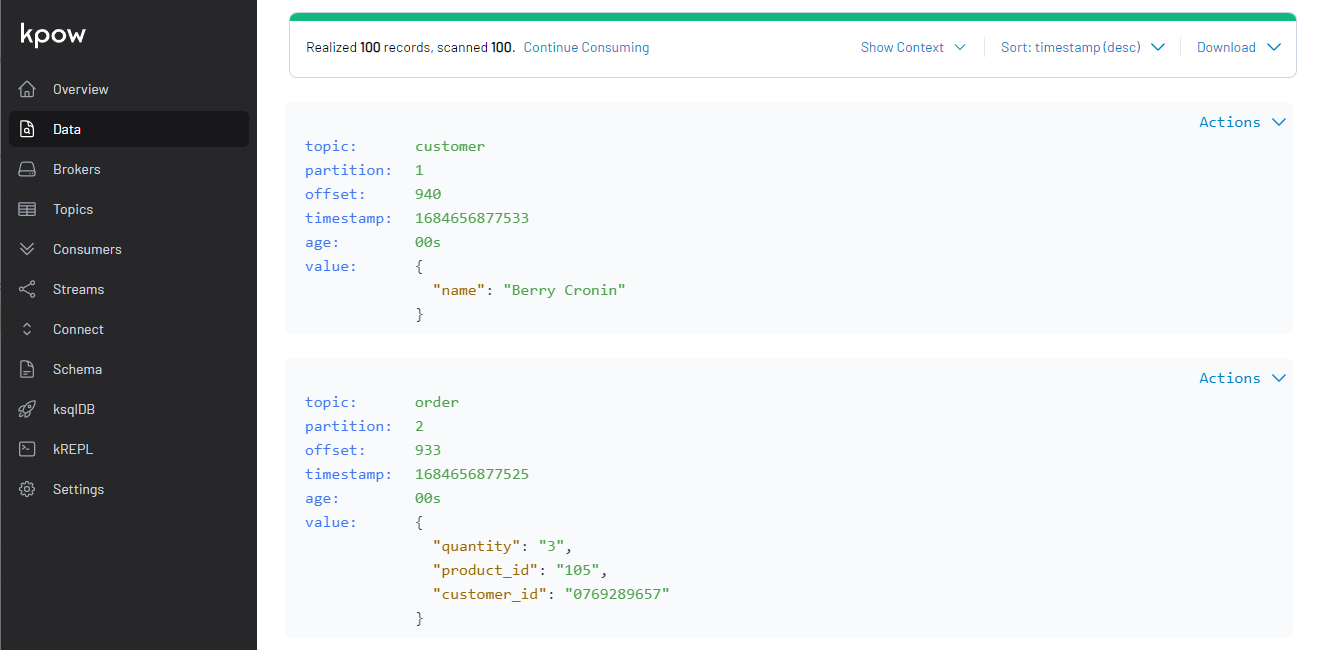 kpow
Overview
Data
Brokers
Topics
Consumers
Streams
Connect
Schema
ksqlDB
kREPL
Settings
Realized 100 records, scanned 100. Continue Consuming Show Context Sort: timestamp (desc) Download
Actions
topic: customer
partition: 1
offset: 940
timestamp: 1684656877533
age: 00s
value: {
"name": "Berry Cronin"
}
Actions
topic: order
partition: 2
offset: 933
timestamp: 1684656877525
age: 00s
value: {
"quantity": "3",
"product_id": "105",
"customer_id": "0769289657"
}